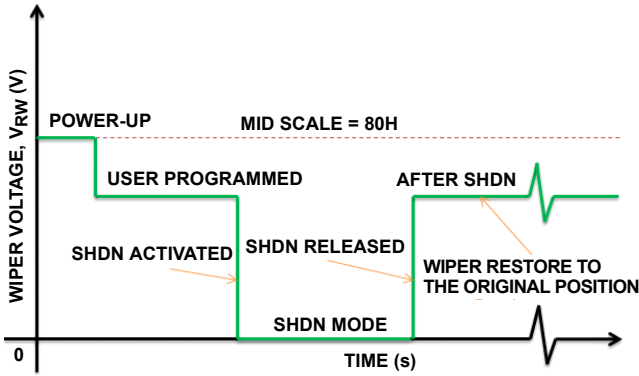 WIPER VOLTAGE, VRW (V)
POWER-UP
MID SCALE = 80H
USER PROGRAMMED
AFTER SHDN
SHDN ACTIVATED
SHDN RELEASED
WIPER RESTORE TO
THE ORIGINAL POSITION
SHDN MODE
0
TIME (s)